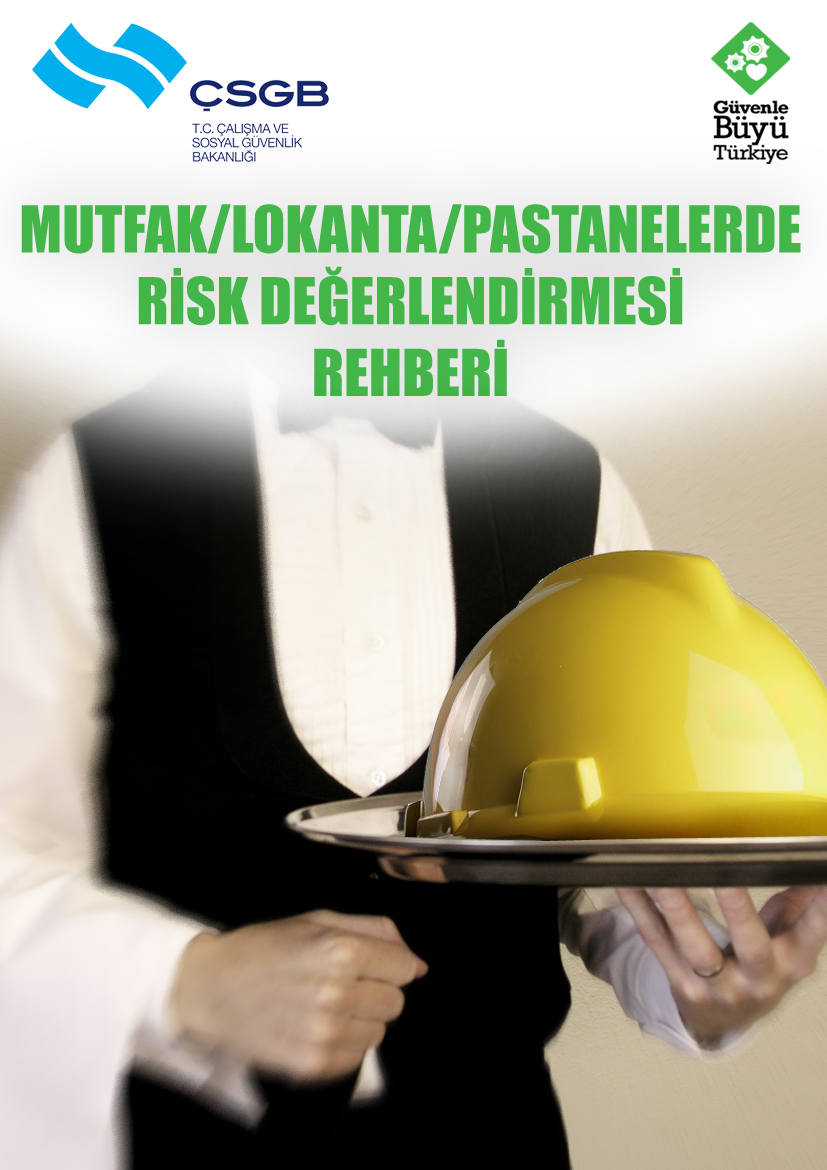 ÇSGB
T.C. ÇALIŞMA VE
SOSYAL GÜVENLİK
BAKANLIĞI
Güvenle
Büyü
Türkiye
MUTFAK/LOKANTA/PASTANELERDE
RİSK DEĞERLENDİRMESİ
REHBERİ